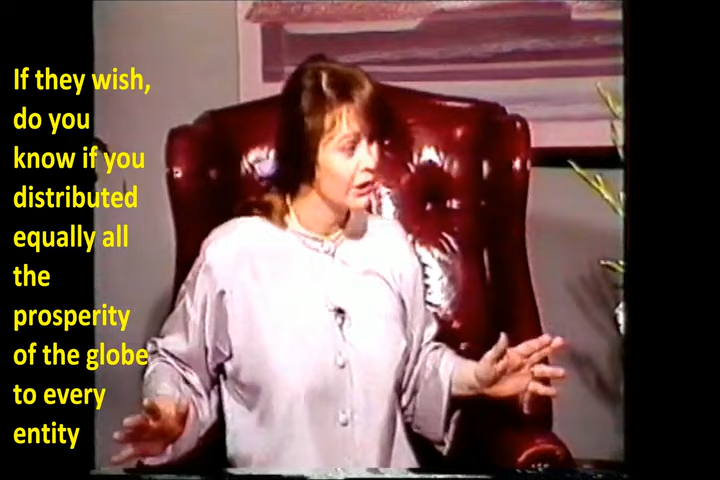 If they wish,
do you
know if you
distributed
equally all
the
prosperity
of the globe
to every
entity